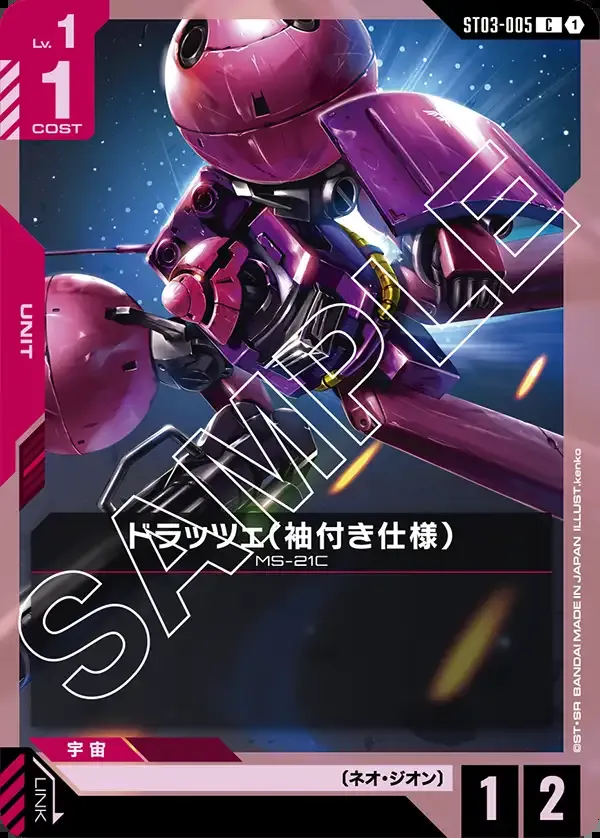 Lv. 1
1
COST
ST03-005 C 1
UNIT
SAMPLE
ドラッツェ(袖付き仕様)
MS-21C
©ST・SR BANDAI MADE IN JAPAN ILLUST.kenko
宇宙
LINK
〔ネオ・ジオン〕
1 2